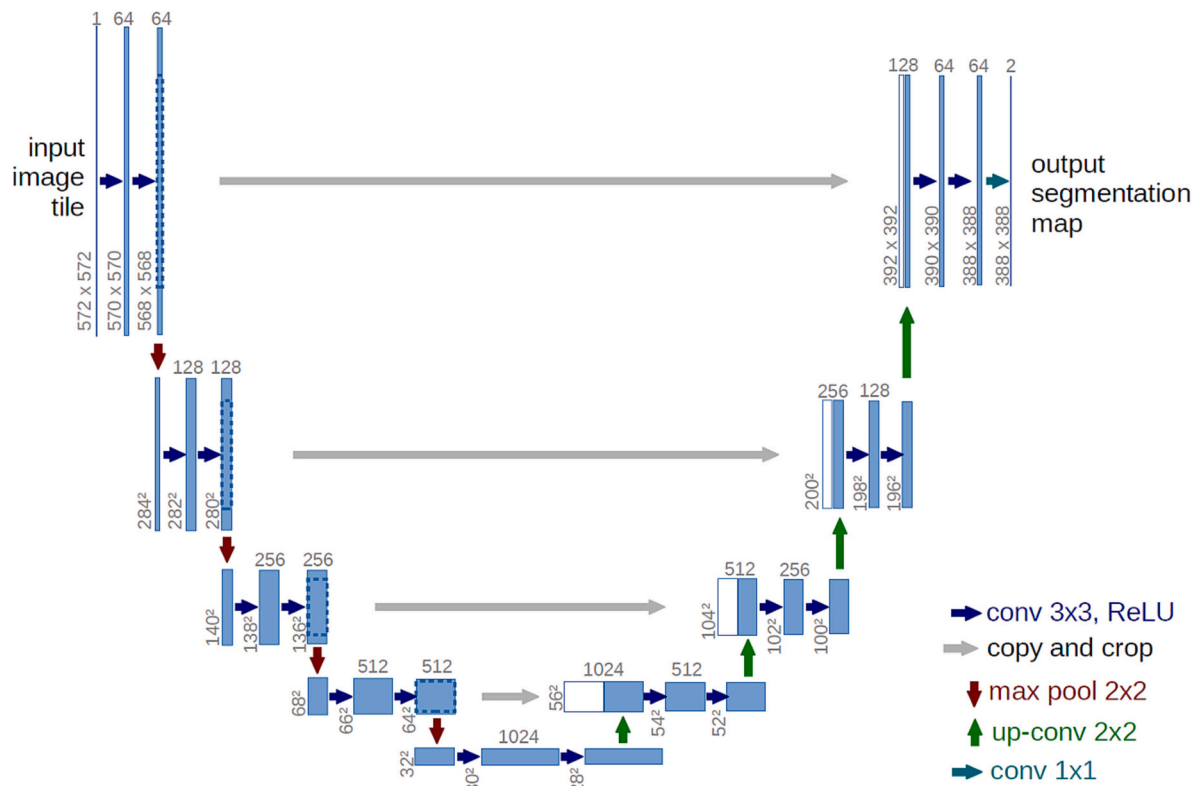 1 64 64
128 64 64 2
input
image
tile
output
segmentation
map
572 x 572
570 x 570
568 x 568
392 x 392
390 x 390
388 x 388
388 x 388
128 128
256 128
284²
282²
280²
200²
198²
196²
256 256
512 256
140²
138²
136²
104²
102²
100²
512 512
1024 512
68²
66²
64²
56²
54²
52²
1024
32²
conv 3x3, ReLU
copy and crop
max pool 2x2
up-conv 2x2
conv 1x1